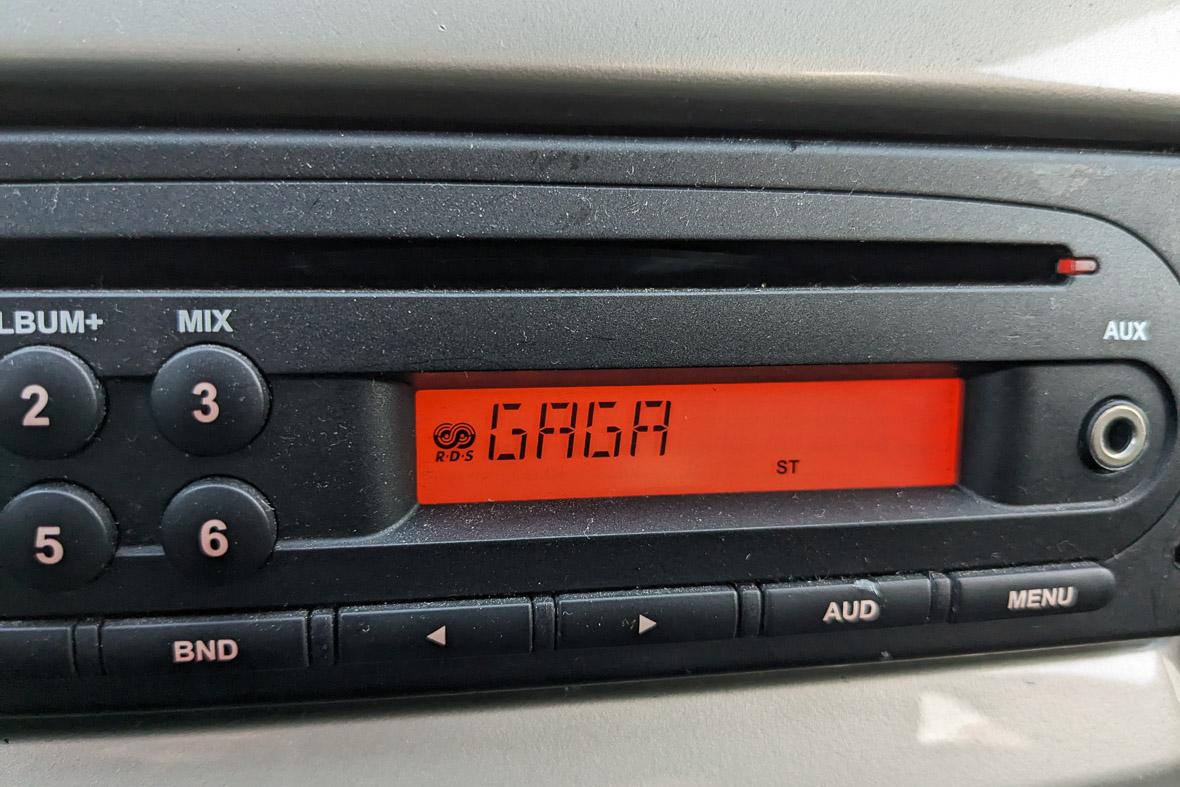 LBUM+ MIX
AUX
2 3
GAGA
R·D·S
ST
5 6
BND ◄ ► AUD MENU